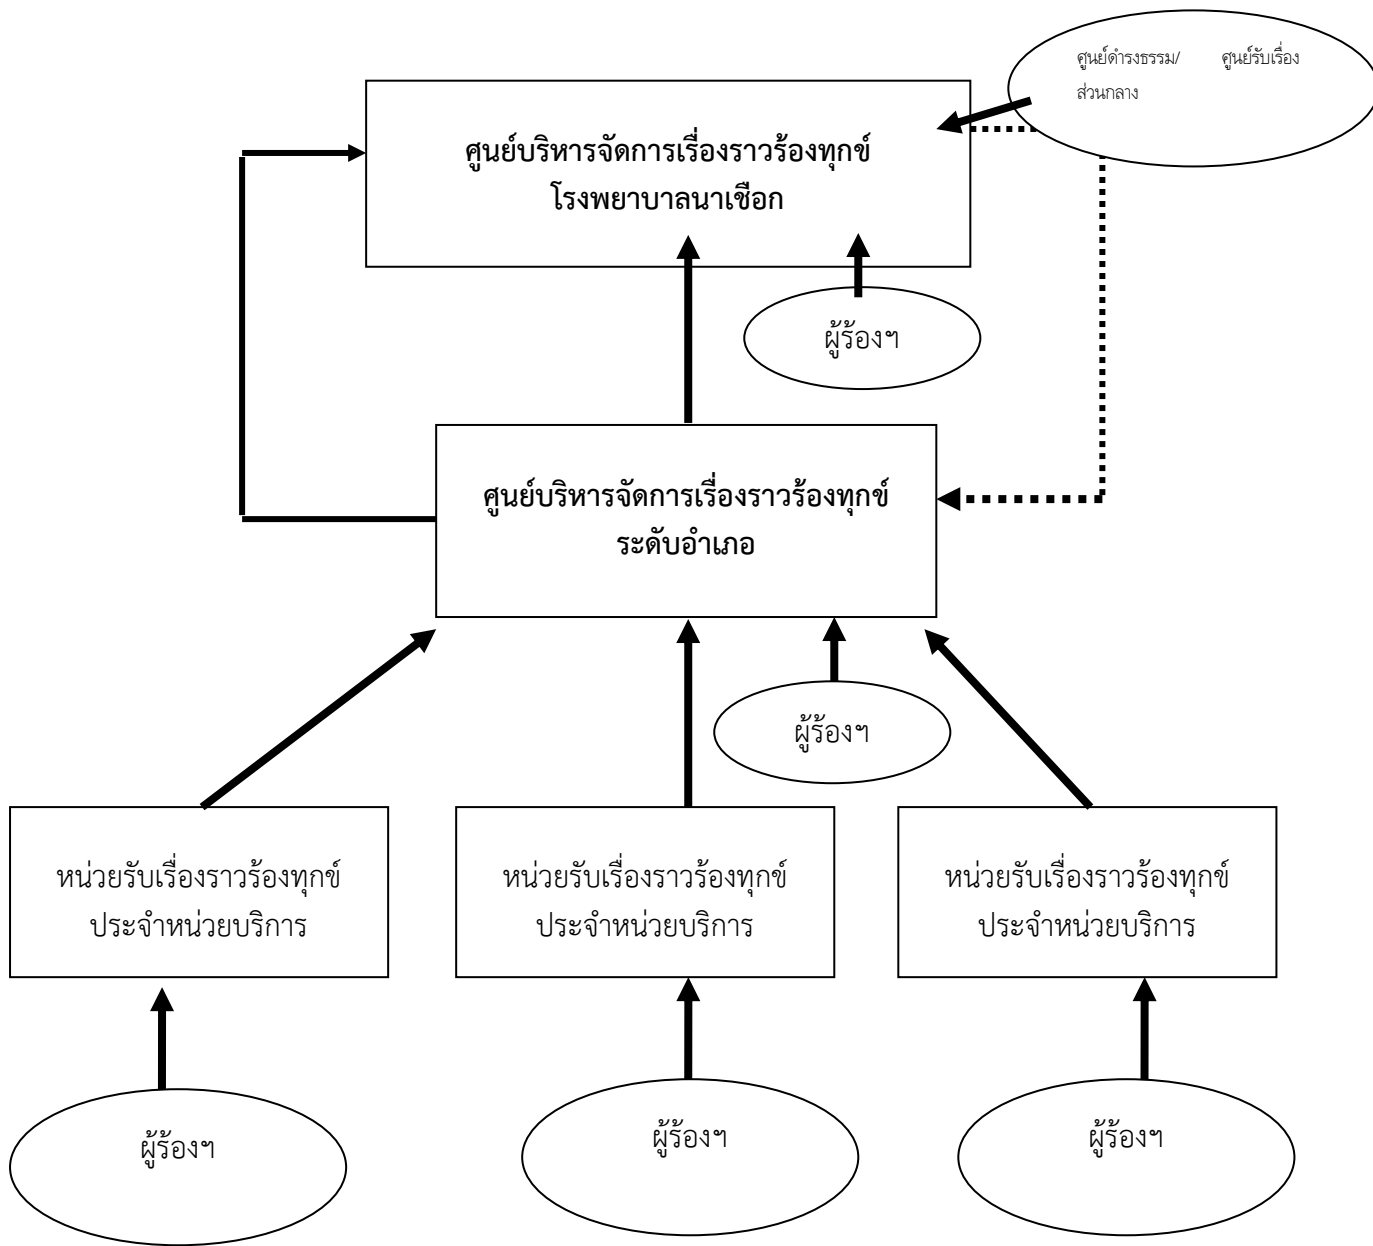 ศูนย์ดำรงธรรม/ ศูนย์รับเรื่อง
ส่วนกลาง
ศูนย์บริหารจัดการเรื่องราวร้องทุกข์
โรงพยาบาลนาเชือก
ผู้ร้องฯ
ศูนย์บริหารจัดการเรื่องราวร้องทุกข์
ระดับอำเภอ
ผู้ร้องฯ
หน่วยรับเรื่องราวร้องทุกข์
ประจำหน่วยบริการ
หน่วยรับเรื่องราวร้องทุกข์
ประจำหน่วยบริการ
หน่วยรับเรื่องราวร้องทุกข์
ประจำหน่วยบริการ
ผู้ร้องฯ
ผู้ร้องฯ
ผู้ร้องฯ